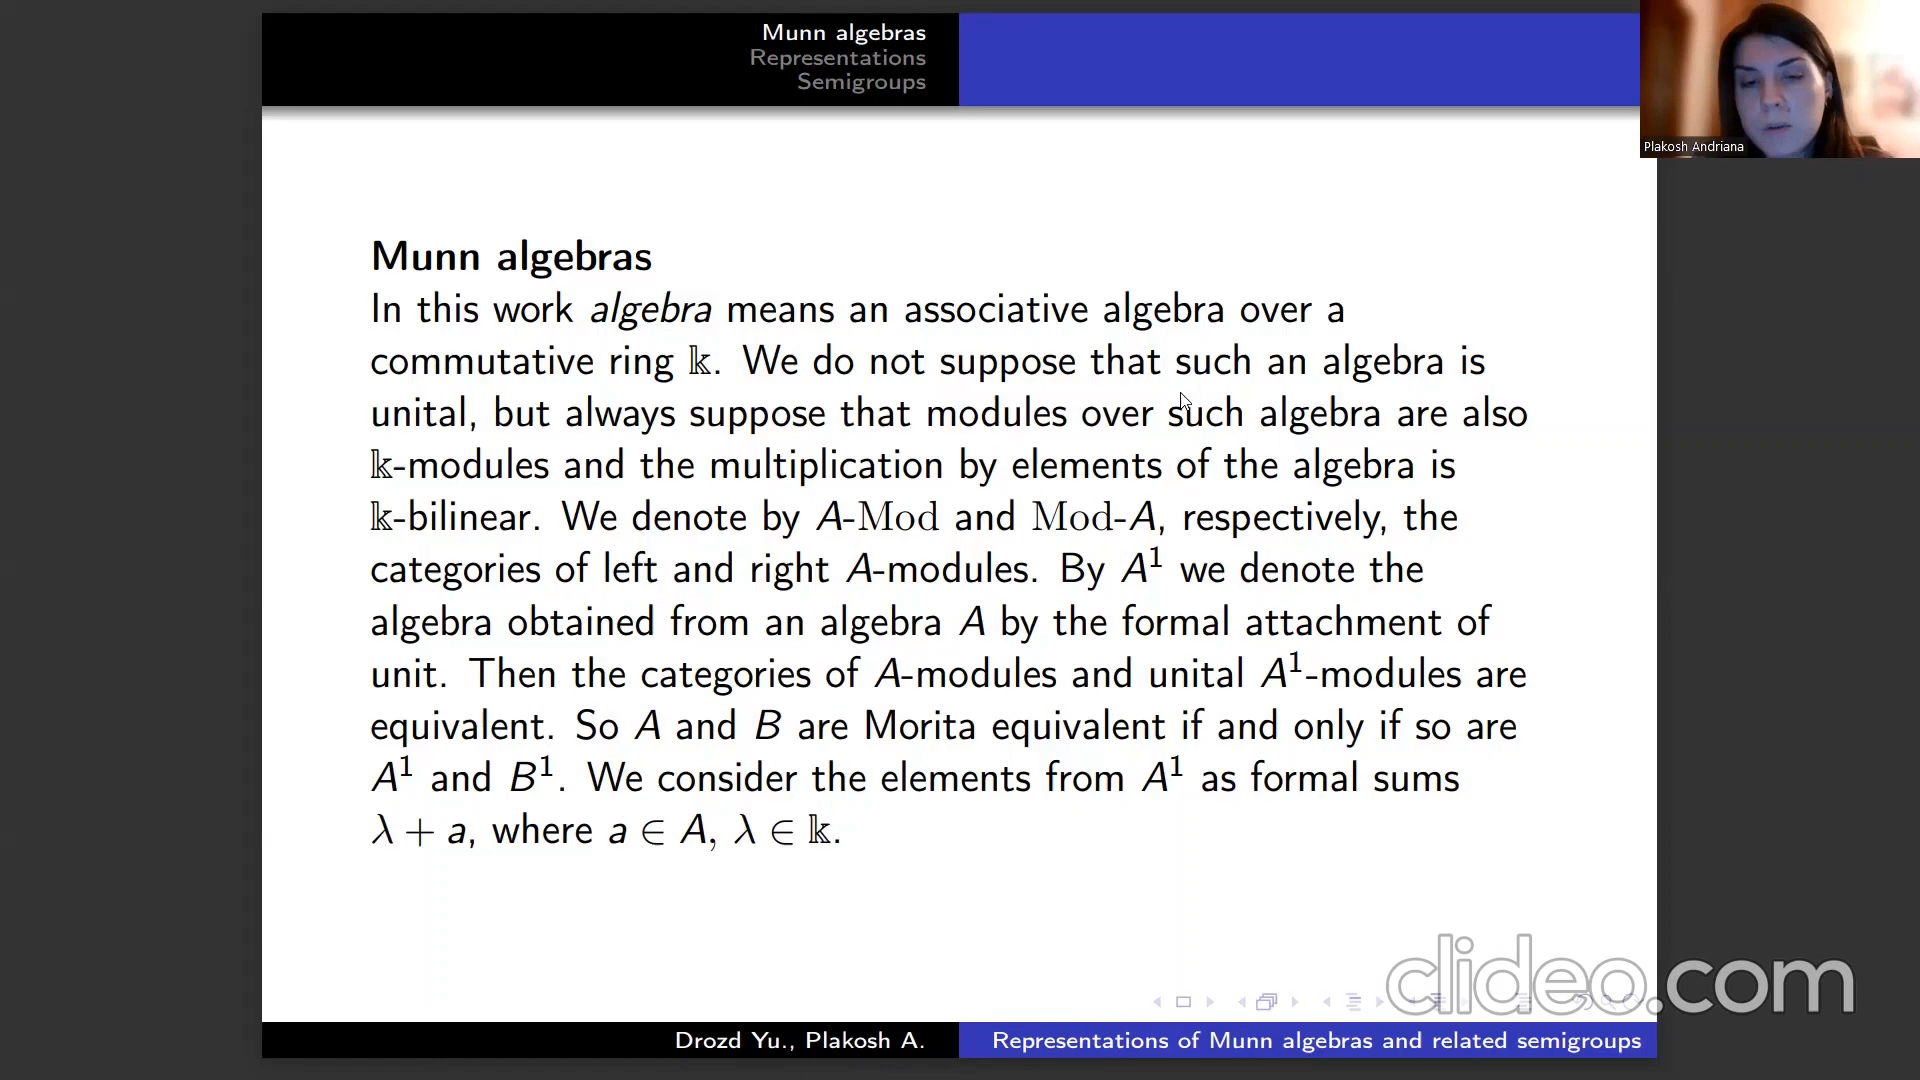 Munn algebras
Representations
Semigroups
Plakosh Andriana
Munn algebras
In this work algebra means an associative algebra over a
commutative ring 𝕜. We do not suppose that such an algebra is
unital, but always suppose that modules over such algebra are also
𝕜-modules and the multiplication by elements of the algebra is
𝕜-bilinear. We denote by A-Mod and Mod-A, respectively, the
categories of left and right A-modules. By A¹ we denote the
algebra obtained from an algebra A by the formal attachment of
unit. Then the categories of A-modules and unital A¹-modules are
equivalent. So A and B are Morita equivalent if and only if so are
A¹ and B¹. We consider the elements from A¹ as formal sums
λ + a, where a ∈ A, λ ∈ 𝕜.
clideo.com
Drozd Yu., Plakosh A.
Representations of Munn algebras and related semigroups